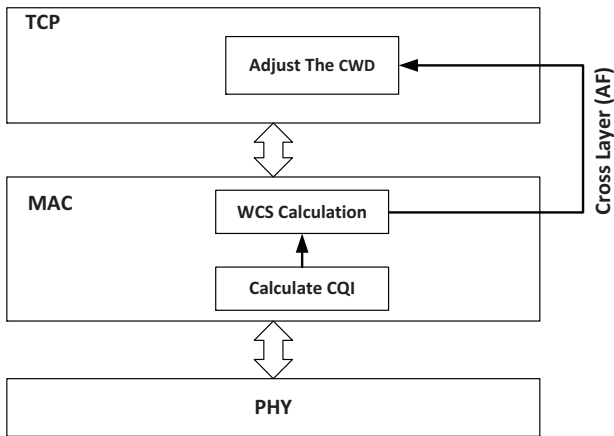 TCP
Adjust The CWD
Cross Layer (AF)
MAC
WCS Calculation
Calculate CQI
PHY